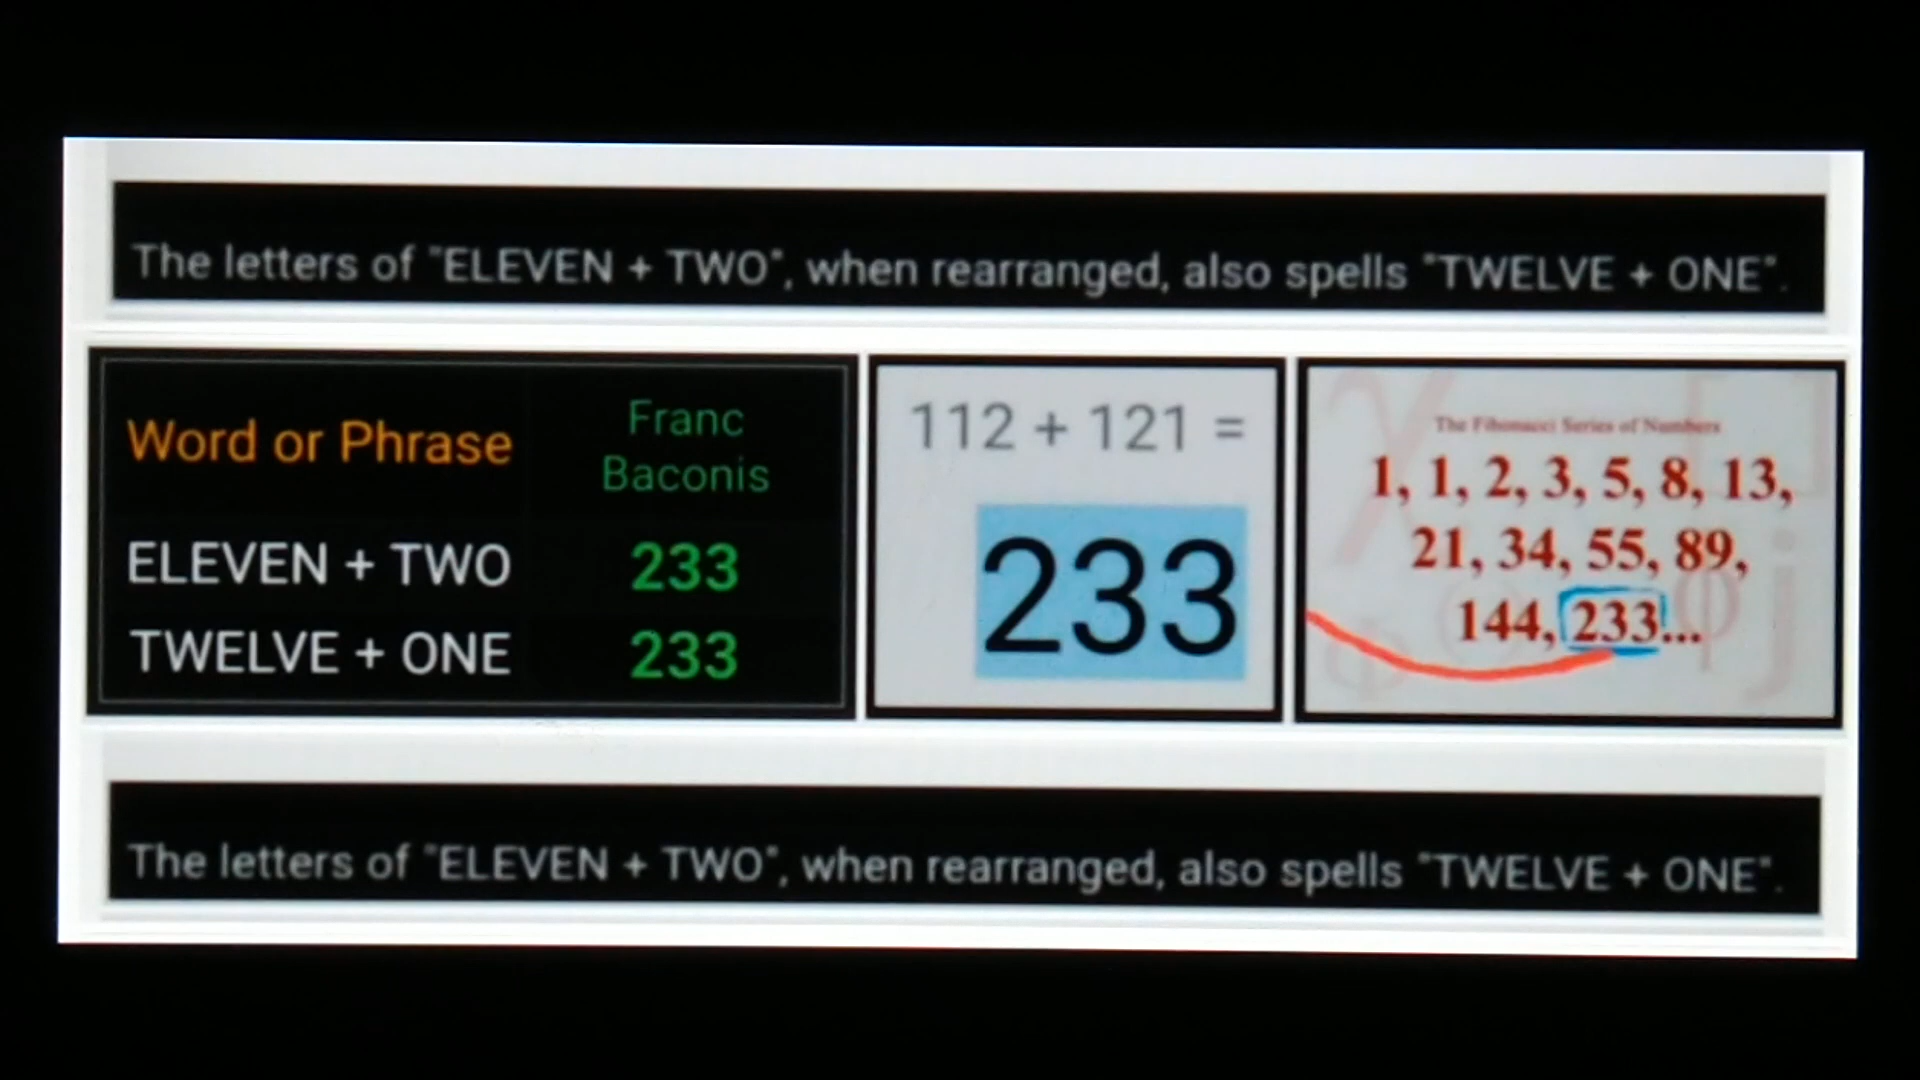 The letters of "ELEVEN + TWO", when rearranged, also spells "TWELVE + ONE".
Word or Phrase
Franc
Baconis
ELEVEN + TWO 233
TWELVE + ONE 233
112 + 121 =
233
The Fibonacci Series of Numbers
1, 1, 2, 3, 5, 8, 13,
21, 34, 55, 89,
144, 233...
The letters of "ELEVEN + TWO", when rearranged, also spells "TWELVE + ONE".